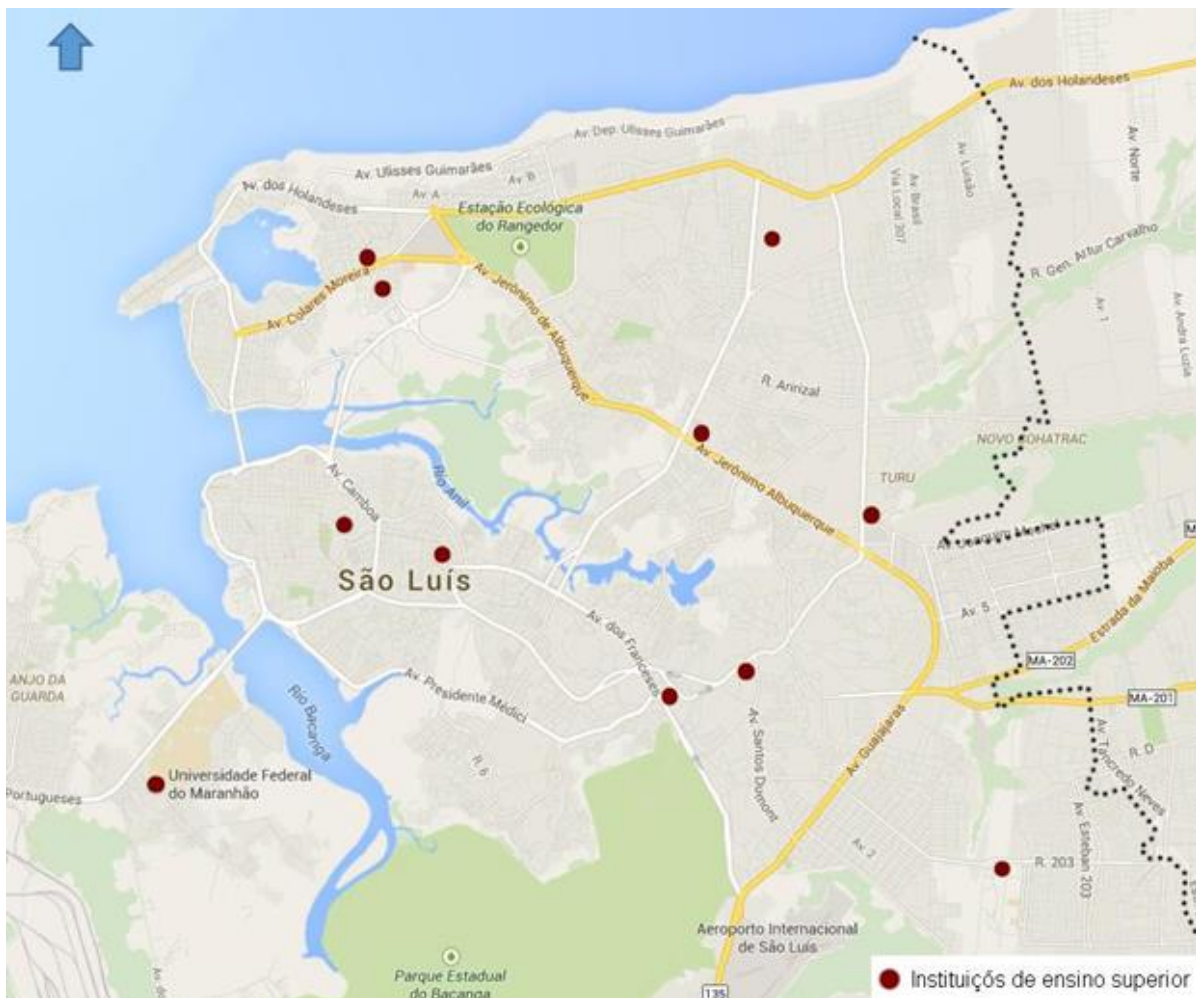 Av. dos Holandeses
Av. Dep. Ulisses Guimarães
Av. Norte
Av. Ulisses Guimarães
Av. Luisão
Av. B
Av. dos Holandeses
Av. A
Av. Brasil
Via Local 307
Estação Ecológica
do Rangedor
R. Gen. Artur Carvalho
Av. Colares Moreira
Av. Jerônimo de Albuquerque
Av. 1
Av. Andra Luzia
R. Anrizal
NOVO COHATRAC
Av. Jerônimo Albuquerque
TURU
Rio Anil
Av. Camboa
São Luís
Av. S
Estrada da Maioba
Av. dos Franceses
MA-202
ANJO DA
GUARDA
Av. Presidente Médici
MA-201
Rio Bacanga
Av. Santos Dumont
Av. Guajajaras
Av. Tancredo Neves
R. D
R. 6
Universidade Federal
do Maranhão
Portugueses
Av. Esteban 203
Av. 2
R. 203
Aeroporto Internacional
de São Luís
Parque Estadual
do Bacanga
135
Instituiçõs de ensino superior